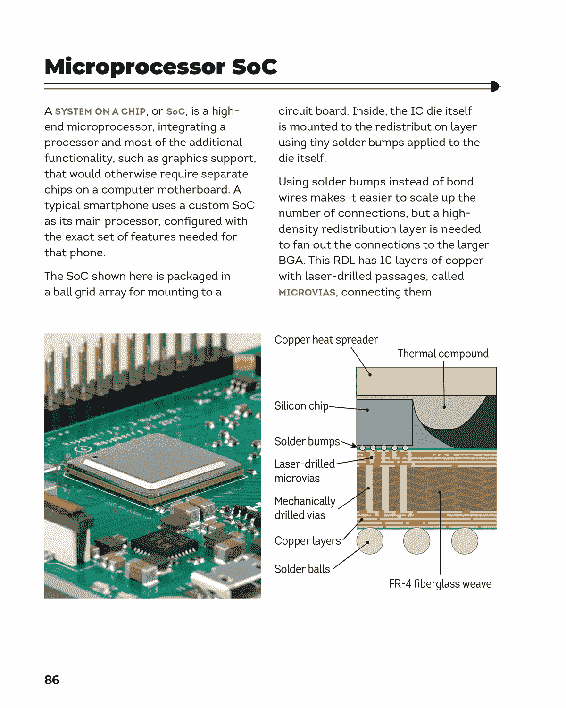 Microprocessor SoC
A SYSTEM ON A CHIP, or SoC, is a high-
end microprocessor, integrating a
processor and most of the additional
functionality, such as graphics support,
that would otherwise require separate
chips on a computer motherboard. A
typical smartphone uses a custom SoC
as its main processor, configured with
the exact set of features needed for
that phone.
The SoC shown here is packaged in
a ball grid array for mounting to a
circuit board. Inside, the IC die itself
is mounted to the redistribution layer
using tiny solder bumps applied to the
die itself.
Using solder bumps instead of bond
wires makes it easier to scale up the
number of connections, but a high-
density redistribution layer is needed
to fan out the connections to the larger
BGA. This RDL has 10 layers of copper
with laser-drilled passages, called
MICROVIAS, connecting them
Copper heat spreader
Thermal compound
Silicon chip
Solder bumps
Laser-drilled
microvias
Mechanically
drilled vias
Copper layers
Solder balls
FR-4 fiberglass weave
86